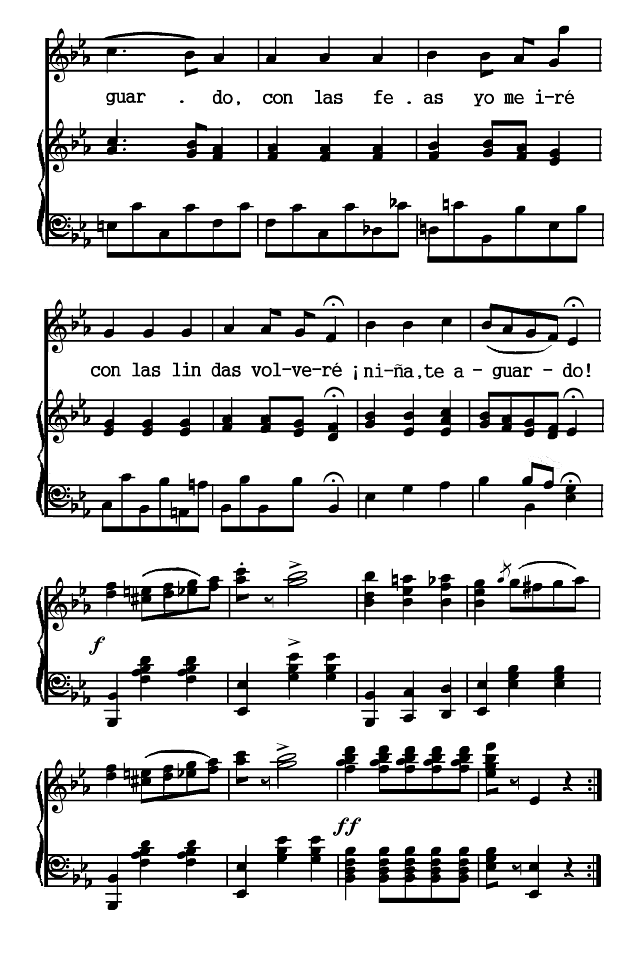 guar . do, con las fe . as yo me i-ré
con las lin das vol-ve-ré ¡ni-ña, te a - guar - do!
f
ff